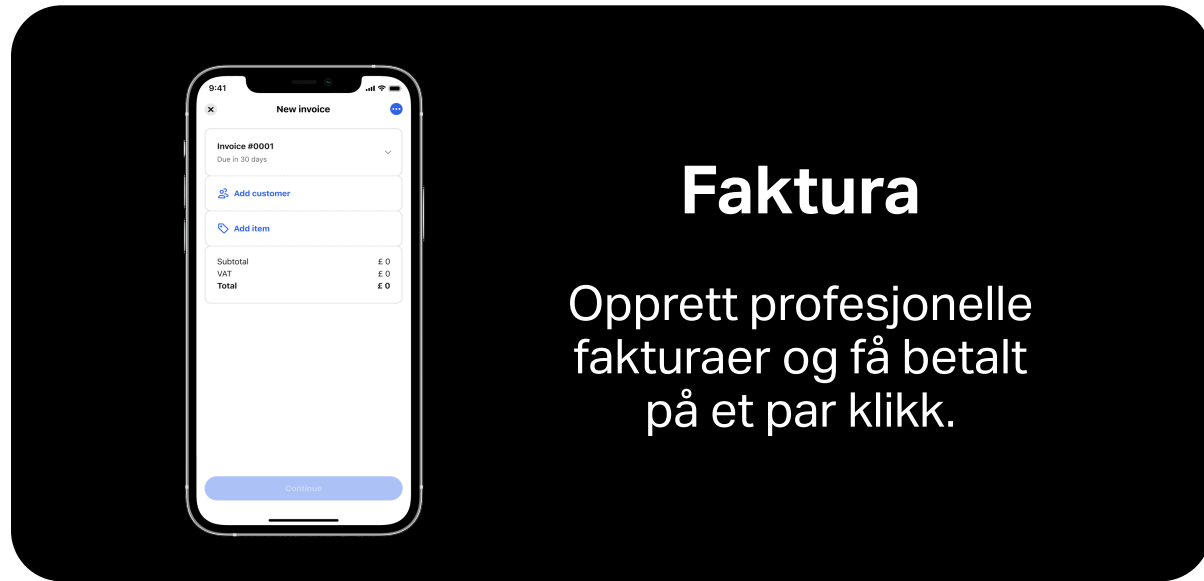 9:41
New invoice
Invoice #0001
Due in 30 days
Add customer
Add item
Subtotal £ 0
VAT £ 0
Total £ 0
Continue
Faktura
Opprett profesjonelle
fakturaer og få betalt
på et par klikk.